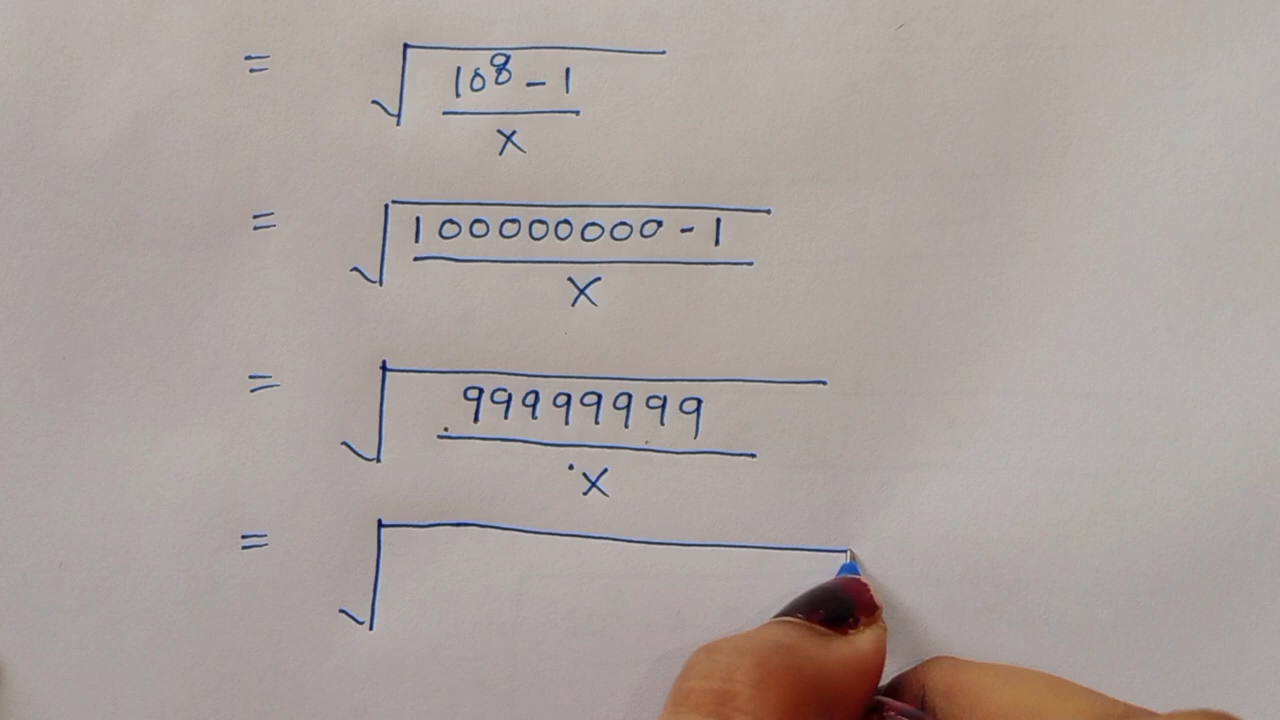 = √((10⁸ - 1)/x)
= √((100000000 - 1)/x)
= √(99999999/x)
= √